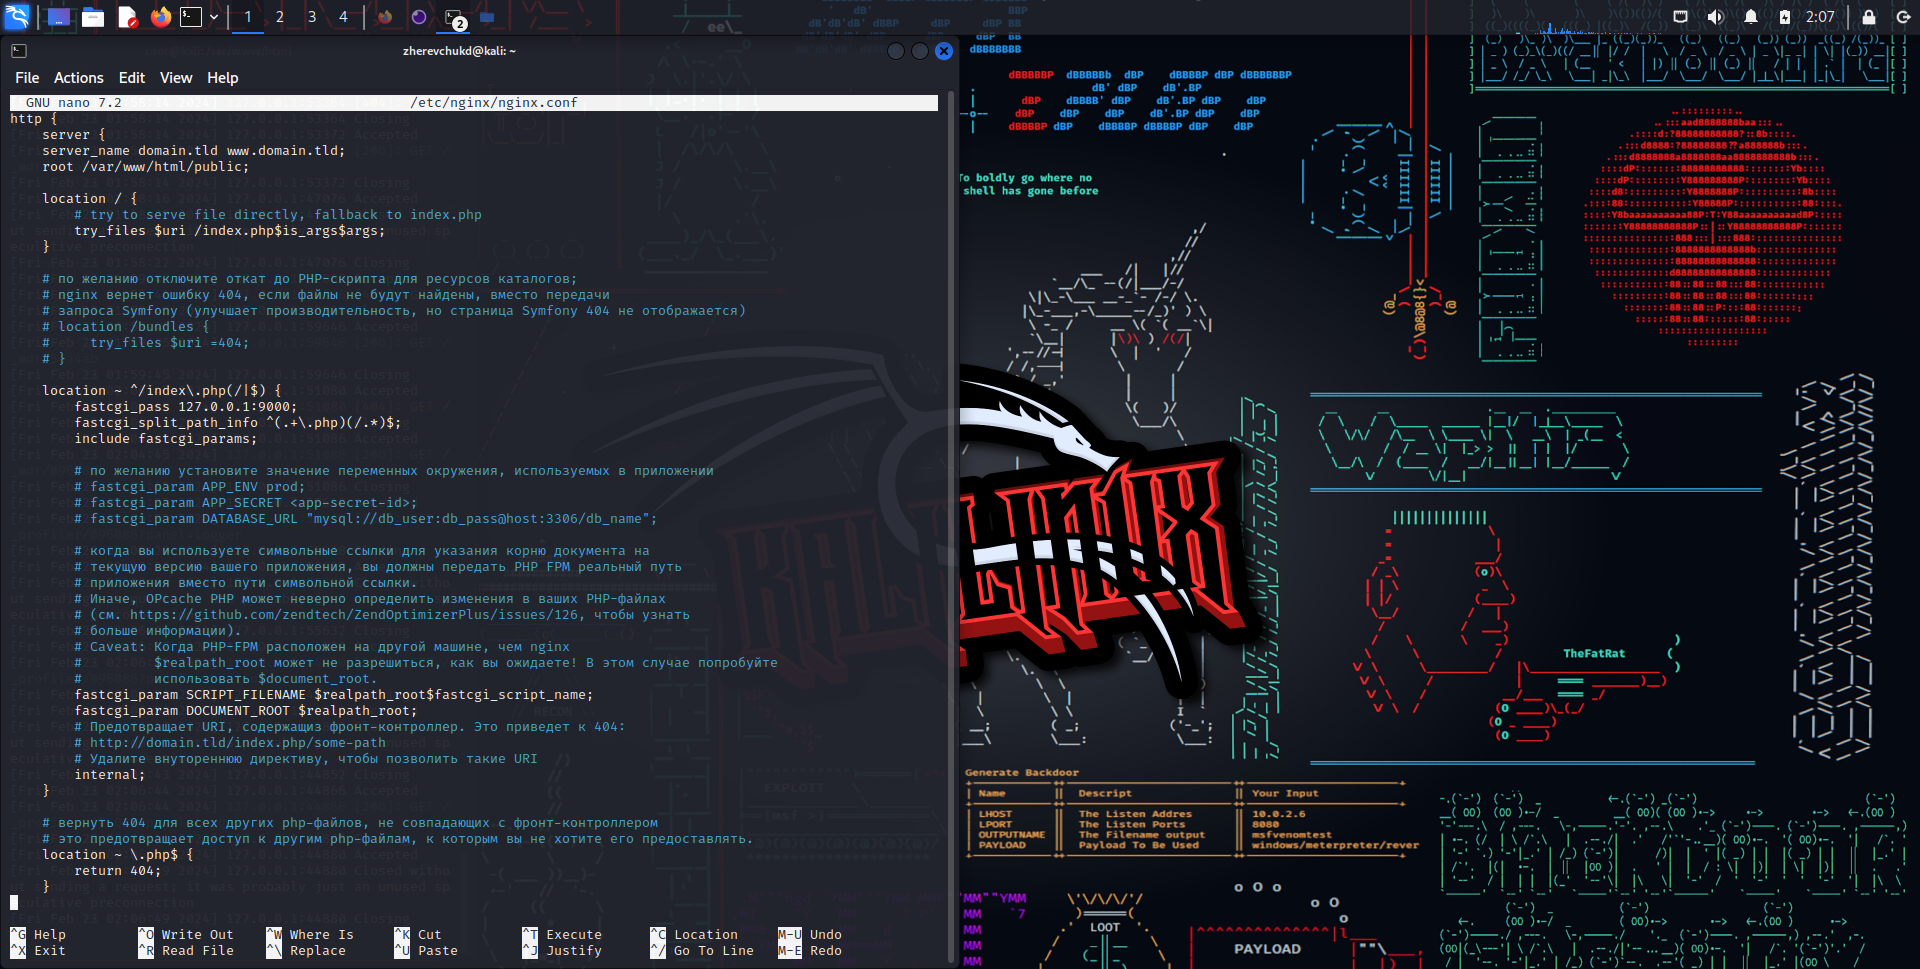 1 2 3 4 2 2:07
zherevchukd@kali: ~
File Actions Edit View Help
GNU nano 7.2 /etc/nginx/nginx.conf
http {
server {
server_name domain.tld www.domain.tld;
root /var/www/html/public;
location / {
# try to serve file directly, fallback to index.php
try_files $uri /index.php$is_args$args;
}
# по желанию отключите откат до PHP-скрипта для ресурсов каталогов;
# nginx вернет ошибку 404, если файлы не будут найдены, вместо передачи
# запроса Symfony (улучшает производительность, но страница Symfony 404 не отображается)
# location /bundles {
# try_files $uri =404;
# }
location ~ ^/index\.php(/|$) {
fastcgi_pass 127.0.0.1:9000;
fastcgi_split_path_info ^(.+\.php)(/.*)$;
include fastcgi_params;
# по желанию установите значение переменных окружения, используемых в приложении
# fastcgi_param APP_ENV prod;
# fastcgi_param APP_SECRET <app-secret-id>;
# fastcgi_param DATABASE_URL "mysql://db_user:db_pass@host:3306/db_name";
# когда вы используете символьные ссылки для указания корню документа на
# текущую версию вашего приложения, вы должны передать PHP FPM реальный путь
# приложения вместо пути символьной ссылки.
# Иначе, OPcache PHP может неверно определить изменения в ваших PHP-файлах
# (см. https://github.com/zendtech/ZendOptimizerPlus/issues/126, чтобы узнать
# больше информации).
# Caveat: Когда PHP-FPM расположен на другой машине, чем nginx
# $realpath_root может не разрешиться, как вы ожидаете! В этом случае попробуйте
# использовать $document_root.
fastcgi_param SCRIPT_FILENAME $realpath_root$fastcgi_script_name;
fastcgi_param DOCUMENT_ROOT $realpath_root;
# Предотвращает URI, содержащиз фронт-контроллер. Это приведет к 404:
# http://domain.tld/index.php/some-path
# Удалите внутореннюю директиву, чтобы позволить такие URI
internal;
}
# вернуть 404 для всех других php-файлов, не совпадающих с фронт-контроллером
# это предотвращает доступ к другим php-файлам, к которым вы не хотите его предоставлять.
location ~ \.php$ {
return 404;
}
^G Help ^O Write Out ^W Where Is ^K Cut ^T Execute ^C Location M-U Undo
^X Exit ^R Read File ^\ Replace ^U Paste ^J Justify ^/ Go To Line M-E Redo
To boldly go where no
shell has gone before
TheFatRat
Generate Backdoor
Name || Descript || Your Input
LHOST || The Listen Addres || 10.0.2.6
LPORT || The Listen Ports || 8080
OUTPUTNAME || The Filename output || msfvenomtest
PAYLOAD || Payload To Be Used || windows/meterpreter/rever
LOOT
PAYLOAD